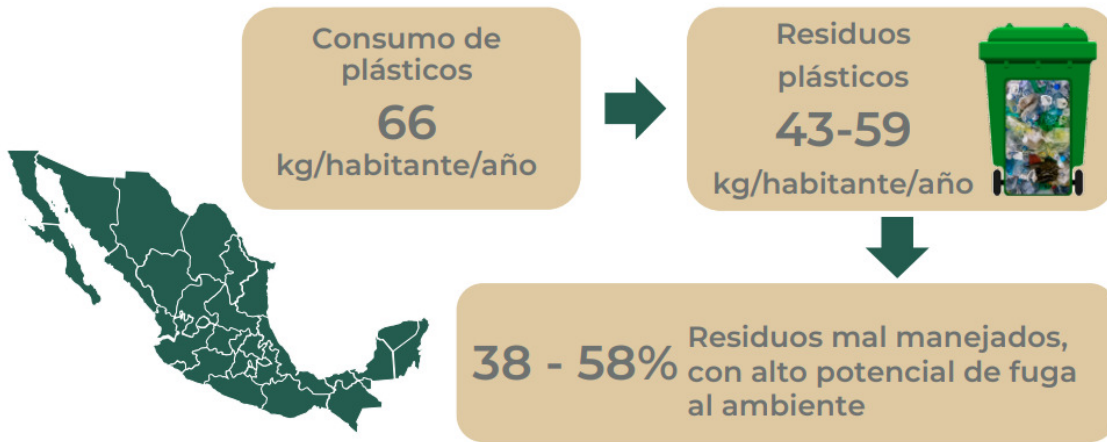 Consumo de
plásticos
66
kg/habitante/año
Residuos
plásticos
43-59
kg/habitante/año
38 - 58%
Residuos mal manejados,
con alto potencial de fuga
al ambiente